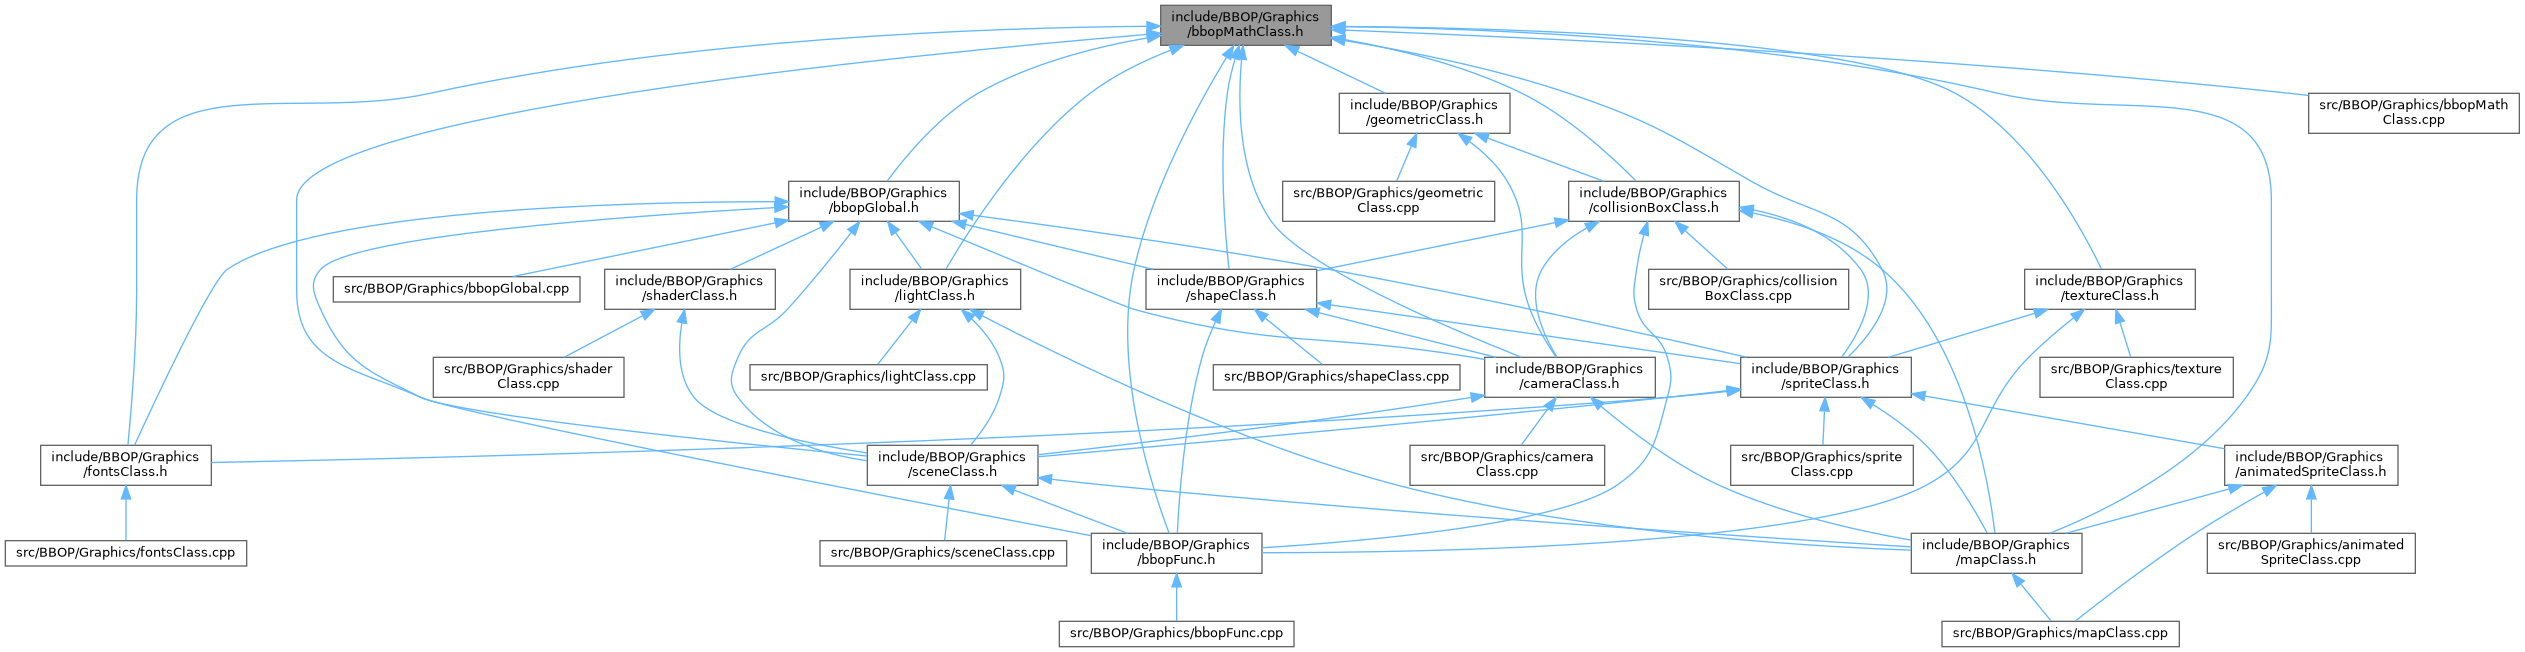 include/BBOP/Graphics
/bbopMathClass.h
include/BBOP/Graphics
/geometricClass.h
src/BBOP/Graphics/bbopMath
Class.cpp
include/BBOP/Graphics
/bbopGlobal.h
src/BBOP/Graphics/geometric
Class.cpp
include/BBOP/Graphics
/collisionBoxClass.h
src/BBOP/Graphics/bbopGlobal.cpp
include/BBOP/Graphics
/shaderClass.h
include/BBOP/Graphics
/lightClass.h
include/BBOP/Graphics
/shapeClass.h
src/BBOP/Graphics/collision
BoxClass.cpp
include/BBOP/Graphics
/textureClass.h
src/BBOP/Graphics/shader
Class.cpp
src/BBOP/Graphics/lightClass.cpp
src/BBOP/Graphics/shapeClass.cpp
include/BBOP/Graphics
/cameraClass.h
include/BBOP/Graphics
/spriteClass.h
src/BBOP/Graphics/texture
Class.cpp
include/BBOP/Graphics
/fontsClass.h
include/BBOP/Graphics
/sceneClass.h
src/BBOP/Graphics/camera
Class.cpp
src/BBOP/Graphics/sprite
Class.cpp
include/BBOP/Graphics
/animatedSpriteClass.h
src/BBOP/Graphics/fontsClass.cpp
src/BBOP/Graphics/sceneClass.cpp
include/BBOP/Graphics
/bbopFunc.h
include/BBOP/Graphics
/mapClass.h
src/BBOP/Graphics/animated
SpriteClass.cpp
src/BBOP/Graphics/bbopFunc.cpp
src/BBOP/Graphics/mapClass.cpp